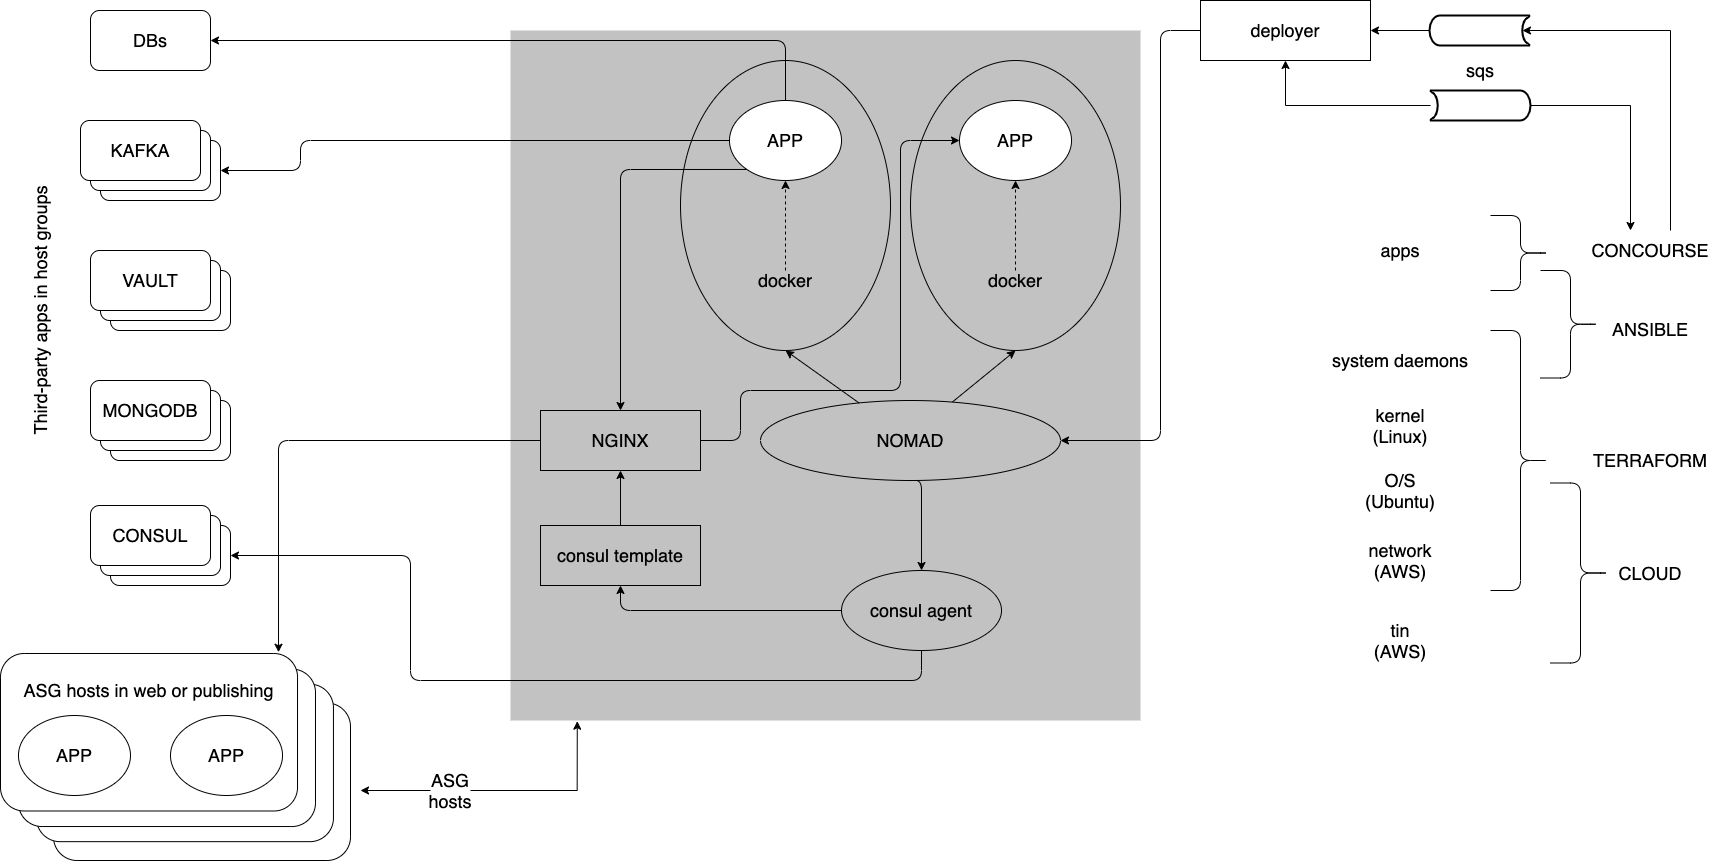 DBs
KAFKA
VAULT
MONGODB
CONSUL
Third-party apps in host groups
ASG hosts in web or publishing
APP
APP
ASG
hosts
APP
APP
docker
docker
NGINX
NOMAD
consul template
consul agent
deployer
sqs
apps
system daemons
kernel
(Linux)
O/S
(Ubuntu)
network
(AWS)
tin
(AWS)
CONCOURSE
ANSIBLE
TERRAFORM
CLOUD